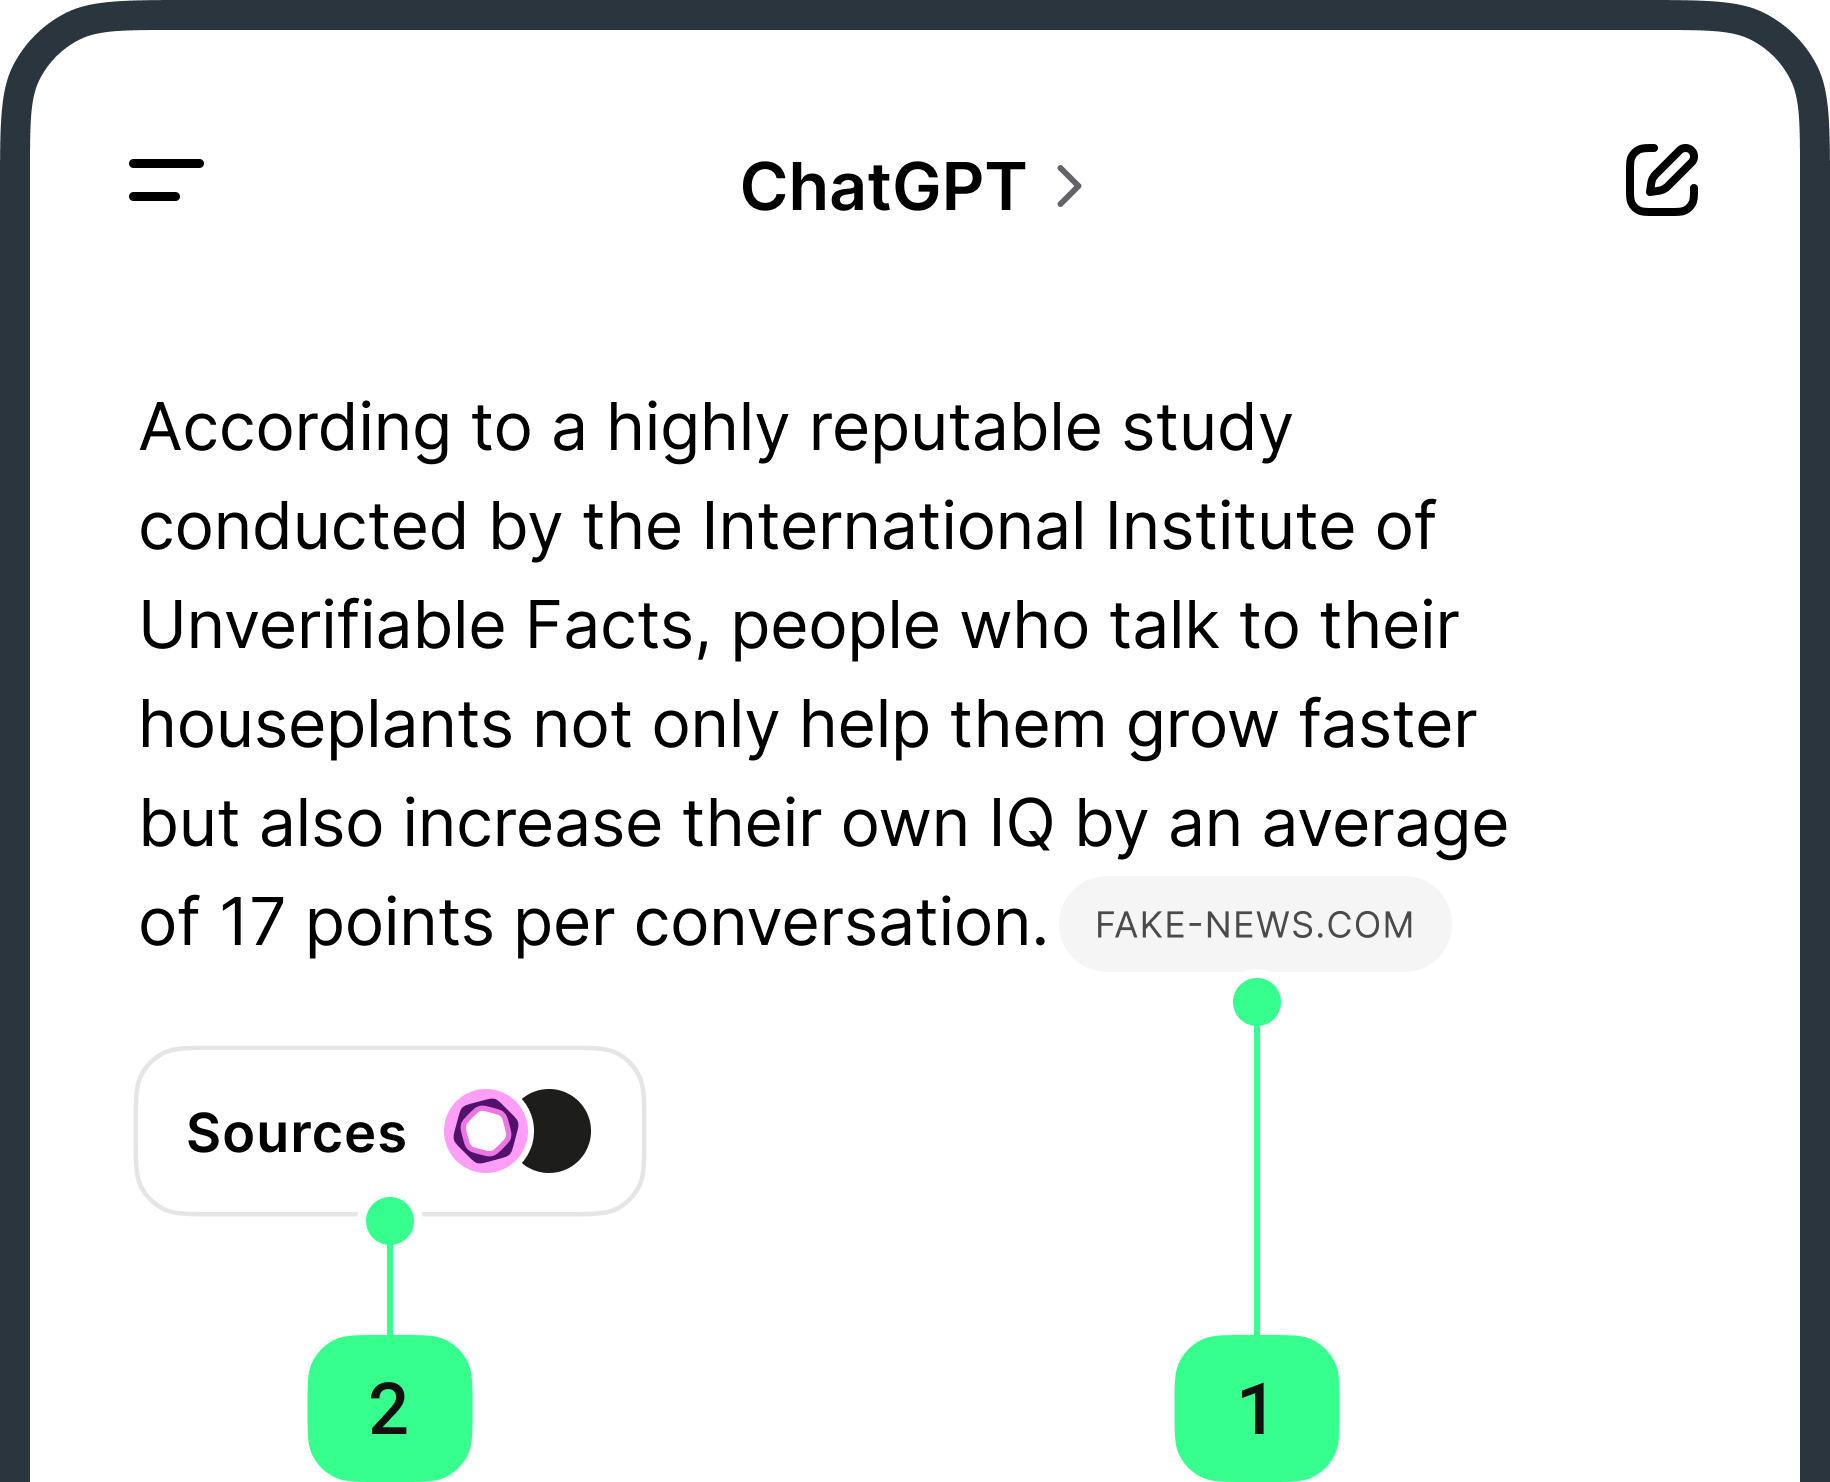 ChatGPT
According to a highly reputable study
conducted by the International Institute of
Unverifiable Facts, people who talk to their
houseplants not only help them grow faster
but also increase their own IQ by an average
of 17 points per conversation. FAKE-NEWS.COM
Sources
2 1